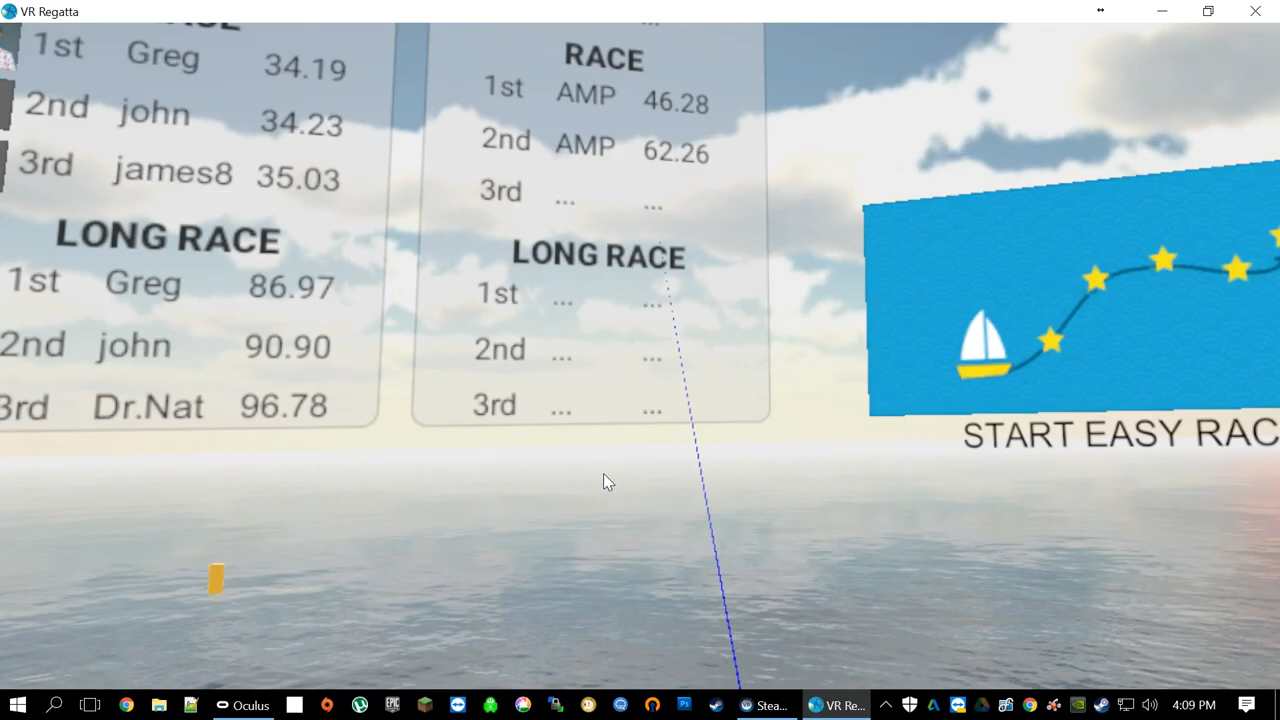 VR Regatta
1st Greg 34.19
2nd john 34.23
3rd james8 35.03
LONG RACE
1st Greg 86.97
2nd john 90.90
3rd Dr.Nat 96.78
... 
RACE
1st AMP 46.28
2nd AMP 62.26
3rd ... ...
LONG RACE
1st ... ...
2nd ... ...
3rd ... ...
START EASY RAC
Oculus
EPIC
Stea...
VR Re...
4:09 PM